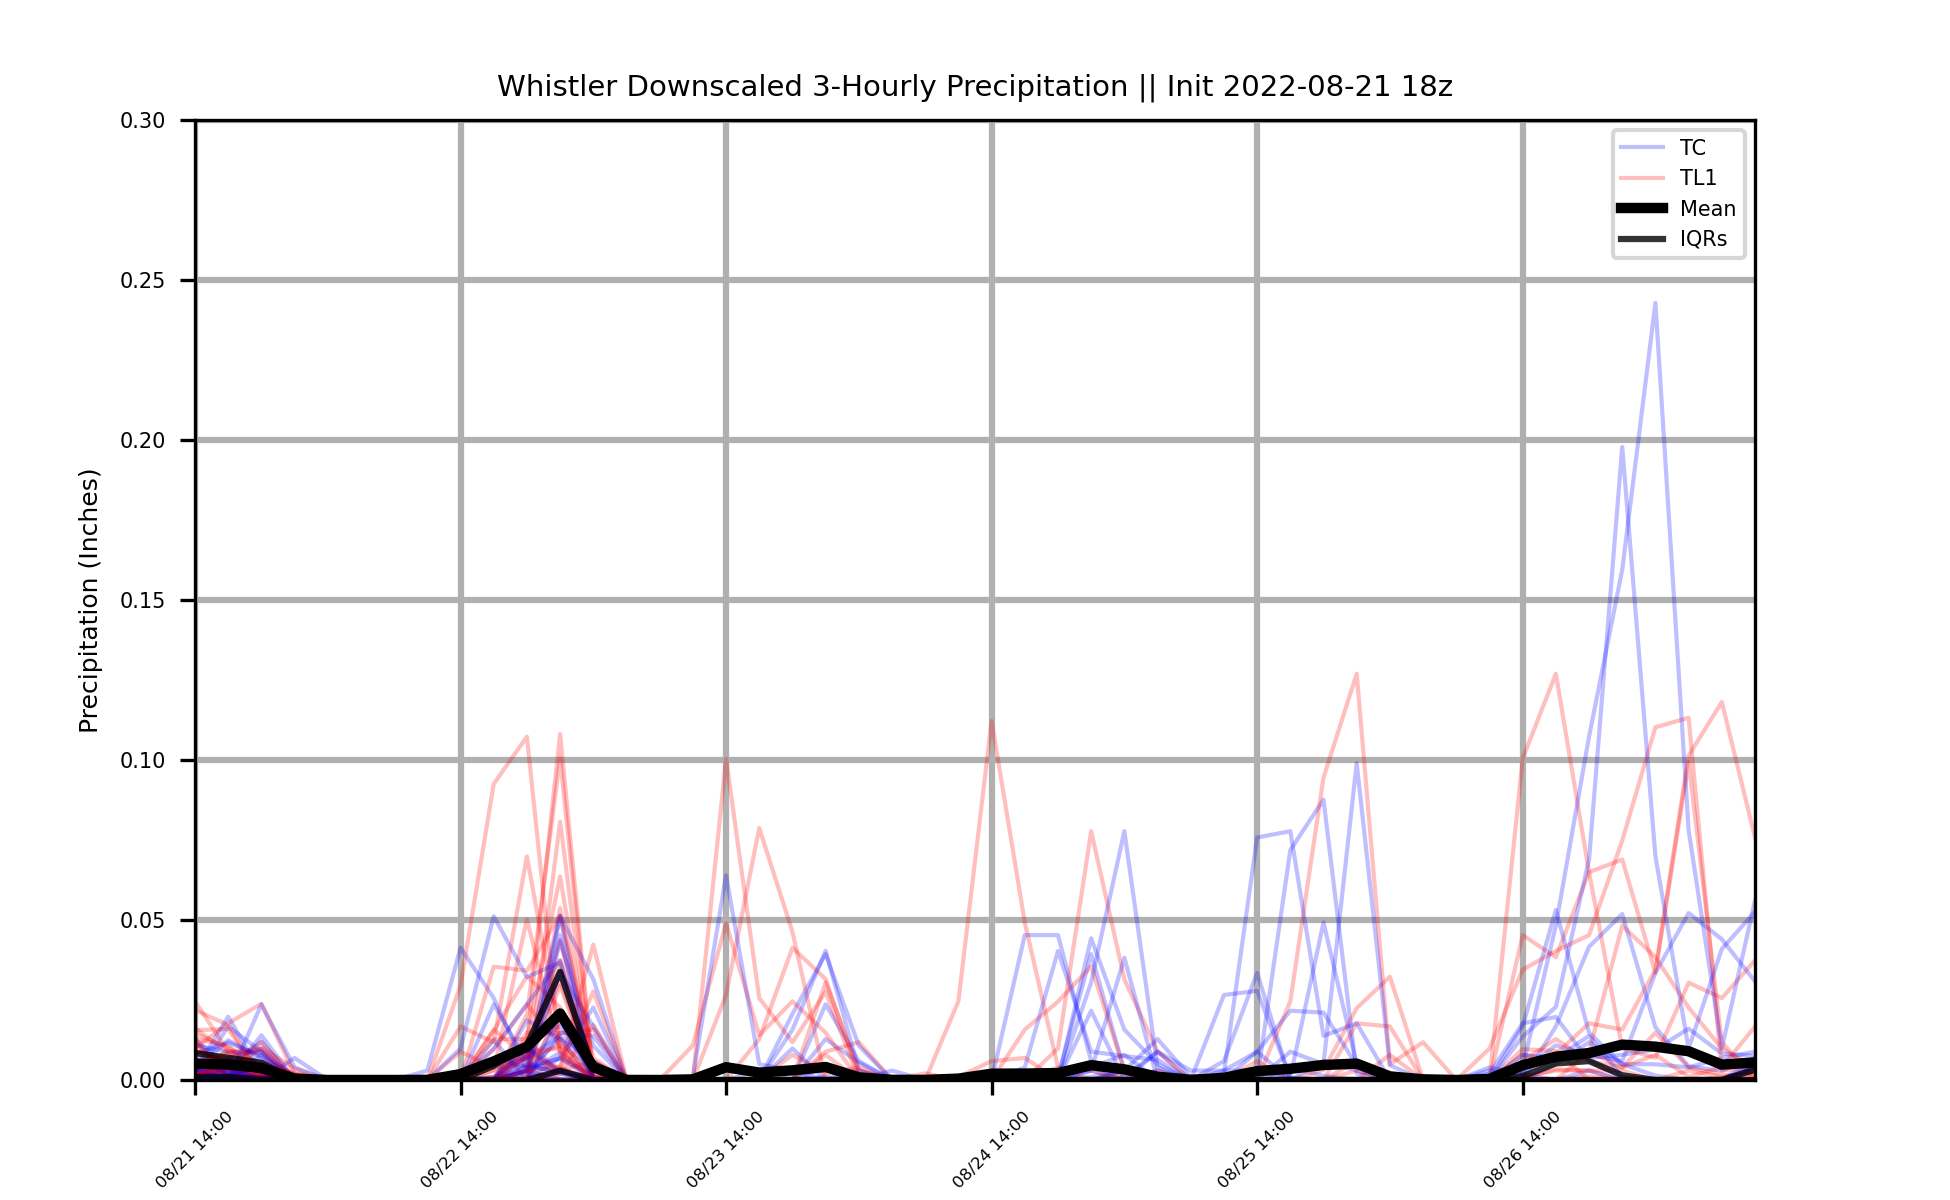 Whistler Downscaled 3-Hourly Precipitation || Init 2022-08-21 18z
TC
TL1
Mean
IQRs
Precipitation (Inches)
0.30
0.25
0.20
0.15
0.10
0.05
0.00
08/21 14:00
08/22 14:00
08/23 14:00
08/24 14:00
08/25 14:00
08/26 14:00